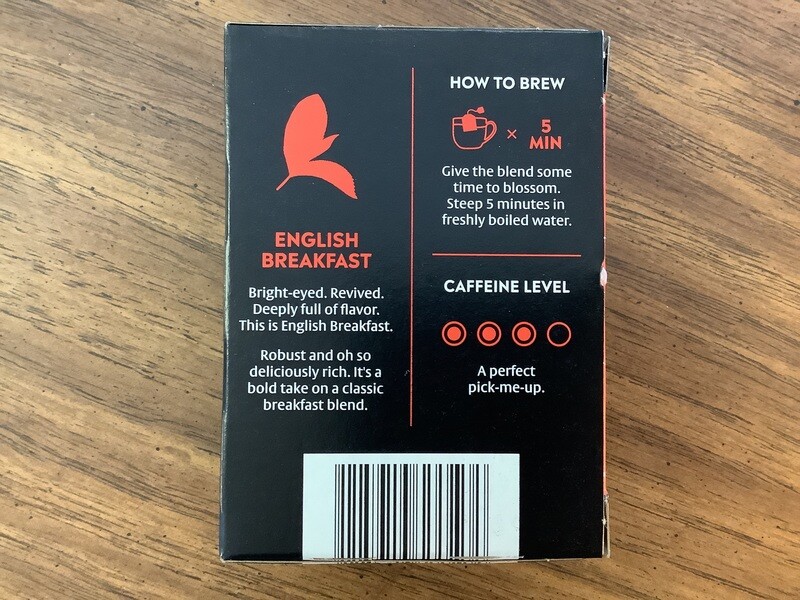 ENGLISH
BREAKFAST
Bright-eyed. Revived.
Deeply full of flavor.
This is English Breakfast.
Robust and oh so
deliciously rich. It's a
bold take on a classic
breakfast blend.
HOW TO BREW
× 5
MIN
Give the blend some
time to blossom.
Steep 5 minutes in
freshly boiled water.
CAFFEINE LEVEL
A perfect
pick-me-up.